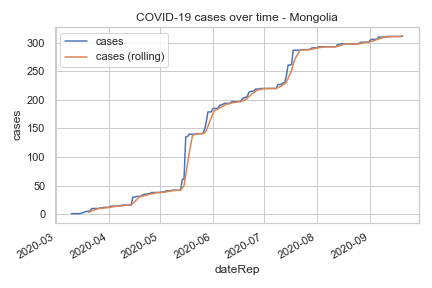 COVID-19 cases over time - Mongolia
cases
cases (rolling)
300
250
200
150
100
50
0
cases
2020-03
2020-04
2020-05
2020-06
2020-07
2020-08
2020-09
dateRep